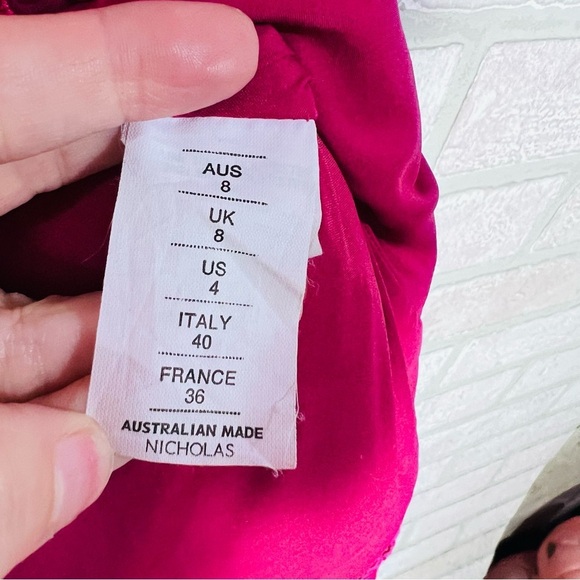 AUS
8
UK
8
US
4
ITALY
40
FRANCE
36
AUSTRALIAN MADE
NICHOLAS